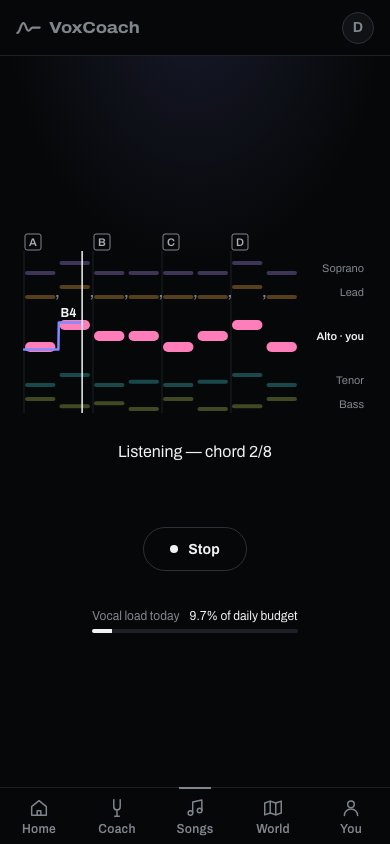 VoxCoach
D
A
B
C
D
Soprano
Lead
B4
Alto · you
Tenor
Bass
Listening — chord 2/8
Stop
Vocal load today 9.7% of daily budget
Home Coach Songs World You